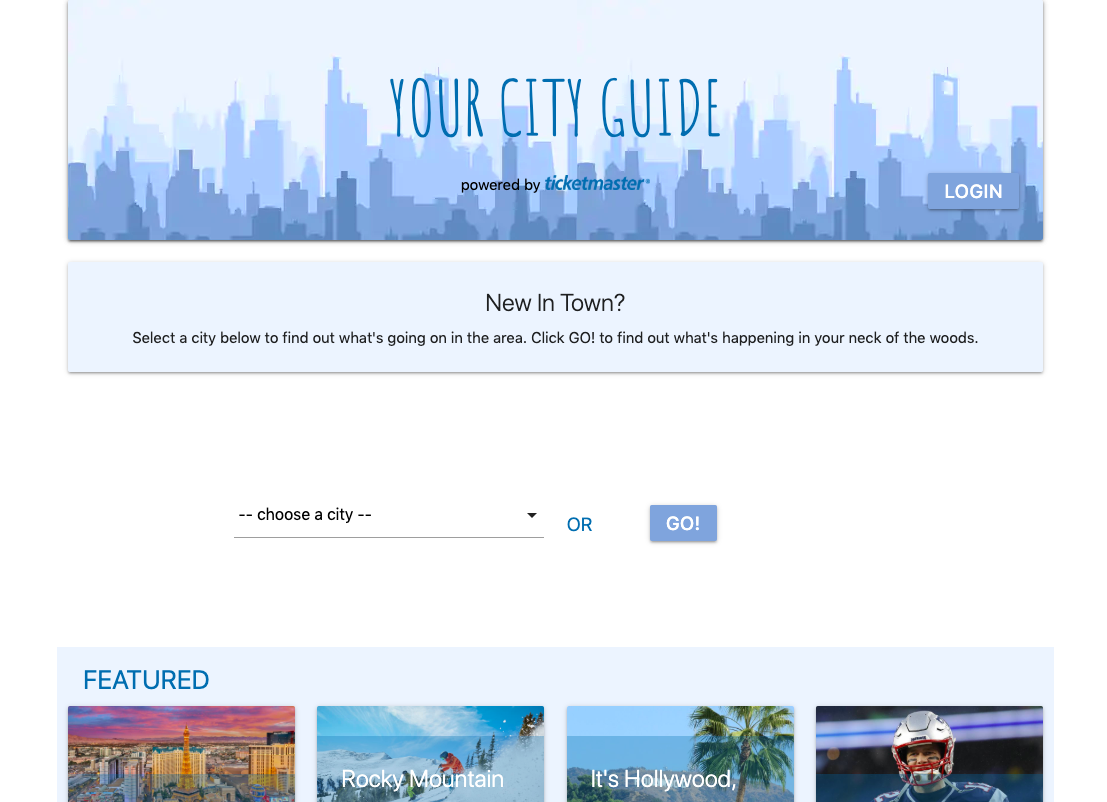 YOUR CITY GUIDE
powered by ticketmaster®
LOGIN
New In Town?
Select a city below to find out what's going on in the area. Click GO! to find out what's happening in your neck of the woods.
-- choose a city --
OR
GO!
FEATURED
Rocky Mountain
It's Hollywood,